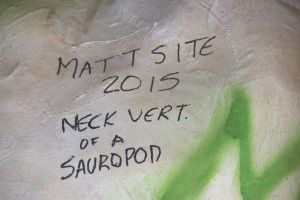 MATT SITE
2015
NECK VERT.
OF A
SAUROPOD